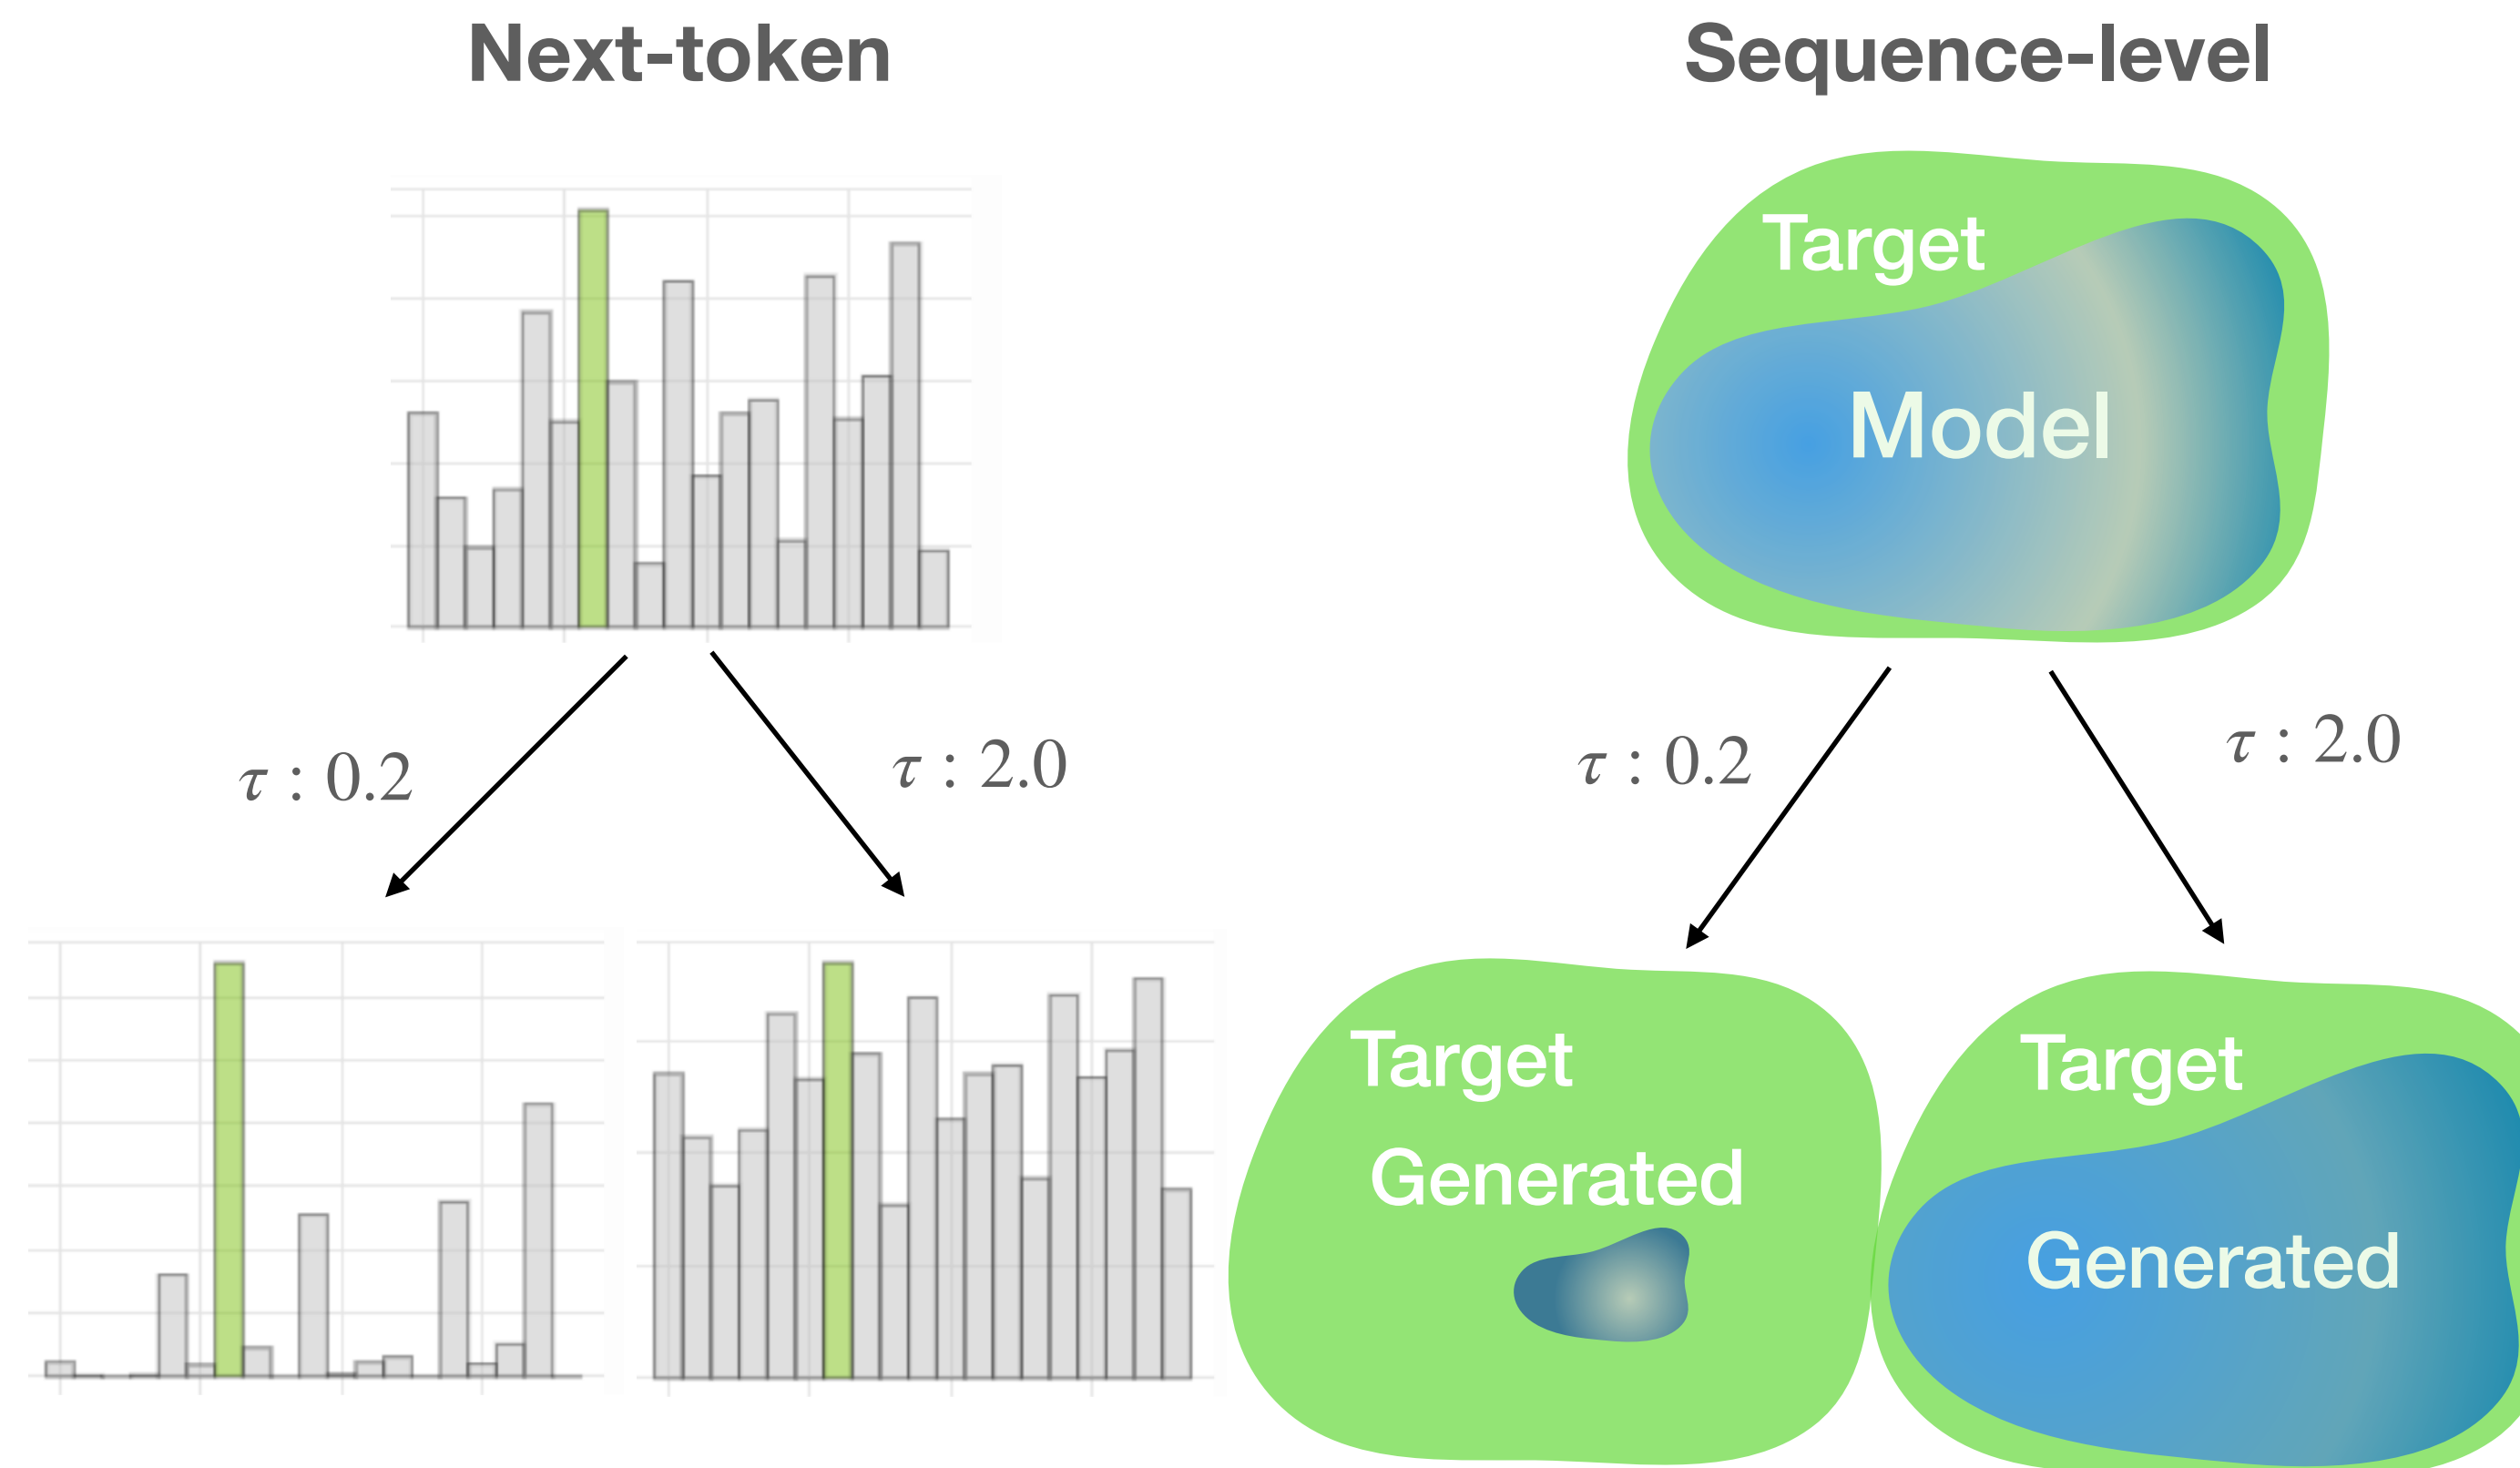 Next-token
Sequence-level
Target
Model
τ : 0.2
τ : 2.0
τ : 0.2
τ : 2.0
Target
Generated
Target
Generated